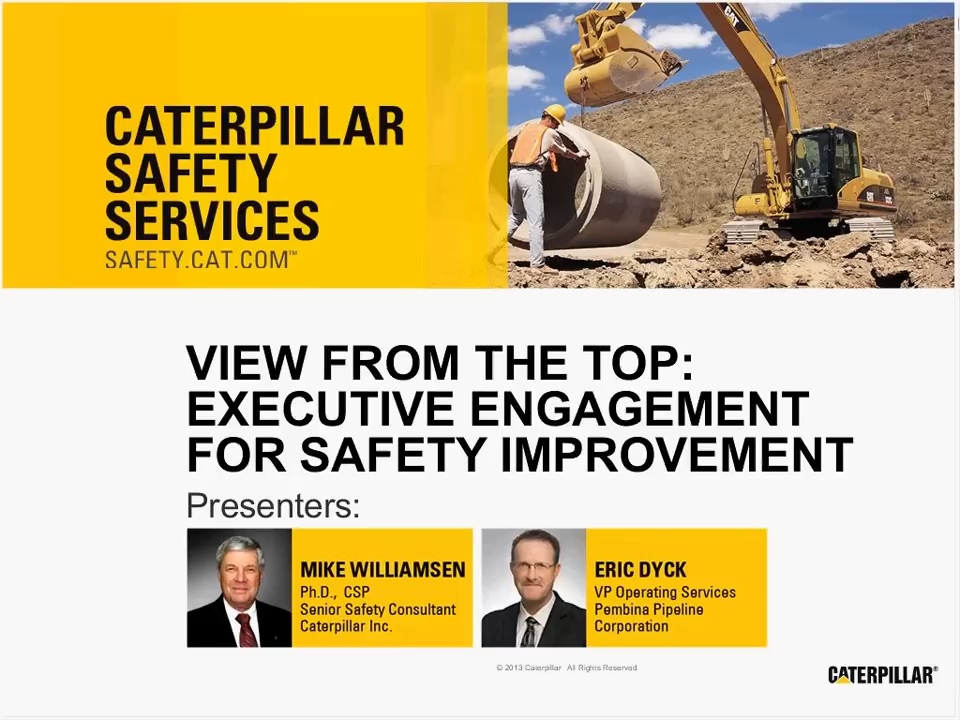 CATERPILLAR
SAFETY
SERVICES
SAFETY.CAT.COM™
CAT
CAT
VIEW FROM THE TOP:
EXECUTIVE ENGAGEMENT
FOR SAFETY IMPROVEMENT
Presenters:
MIKE WILLIAMSEN
Ph.D., CSP
Senior Safety Consultant
Caterpillar Inc.
ERIC DYCK
VP Operating Services
Pembina Pipeline
Corporation
© 2013 Caterpillar All Rights Reserved
CATERPILLAR®